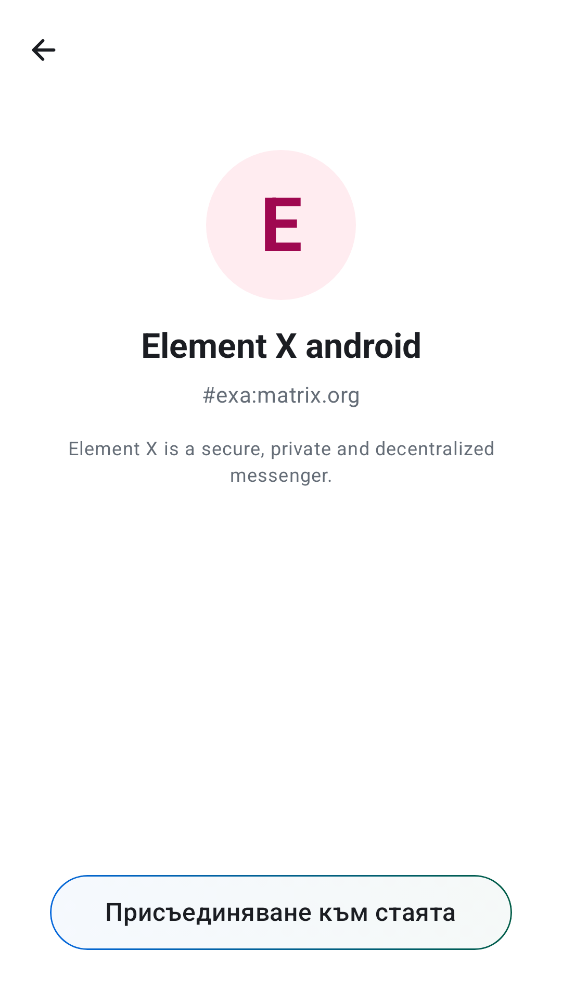 E
Element X android
#exa:matrix.org
Element X is a secure, private and decentralized
messenger.
Присъединяване към стаята